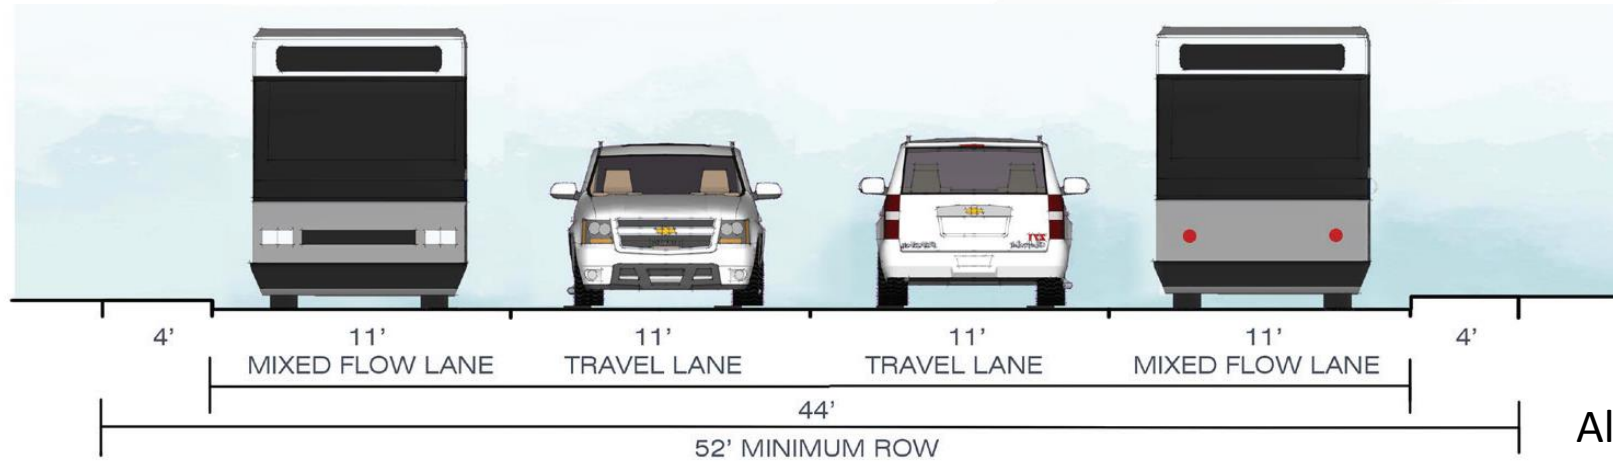 4’ 11’ 11’ 11’ 11’ 4’
MIXED FLOW LANE TRAVEL LANE TRAVEL LANE MIXED FLOW LANE
44’
52’ MINIMUM ROW
Al